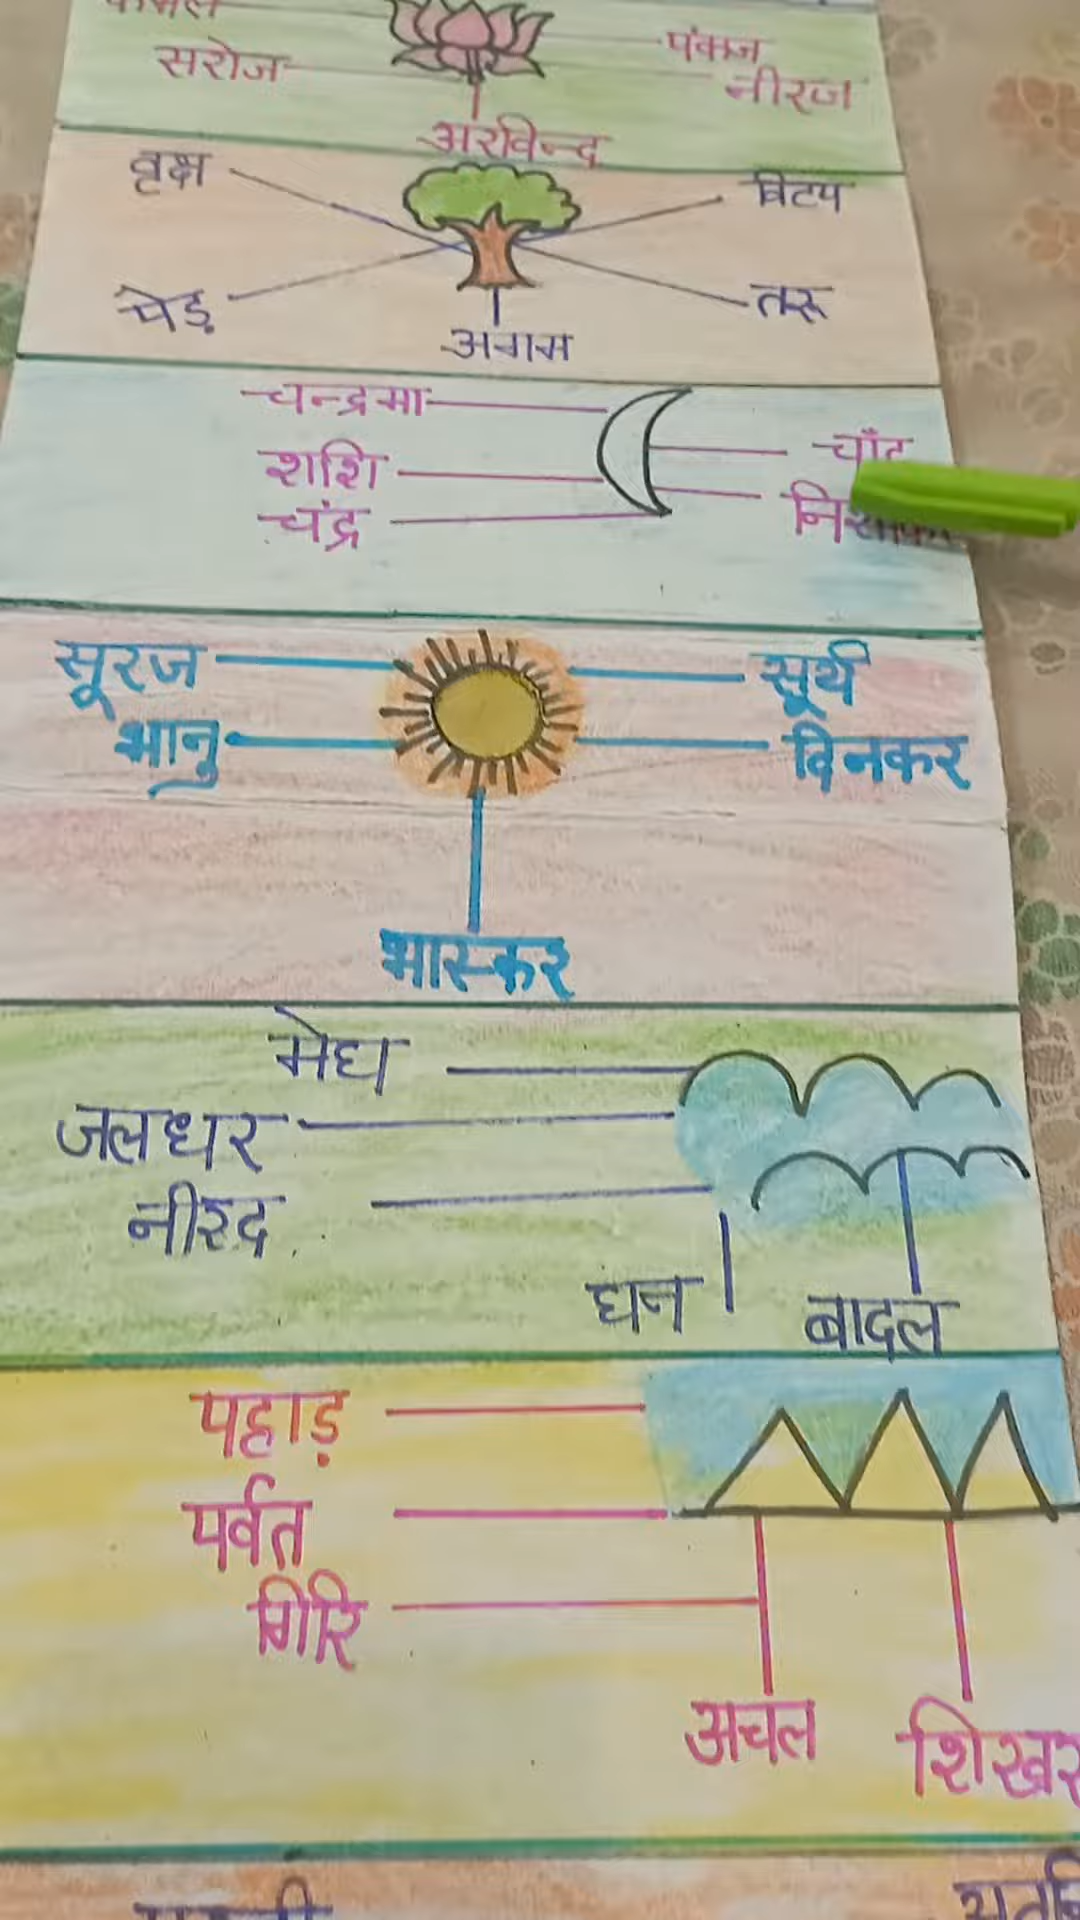 सरोज
पंकज
नीरज
अरविन्द
वृक्ष
विटप
पेड़
तरू
अगम
चन्द्रमा
चाँद
शशि
चंद्र
सूरज
सूर्य
भानु
दिनकर
भास्कर
मेघ
जलधर
नीरद
घन
बादल
पहाड़
पर्वत
गिरि
अचल
शिखर